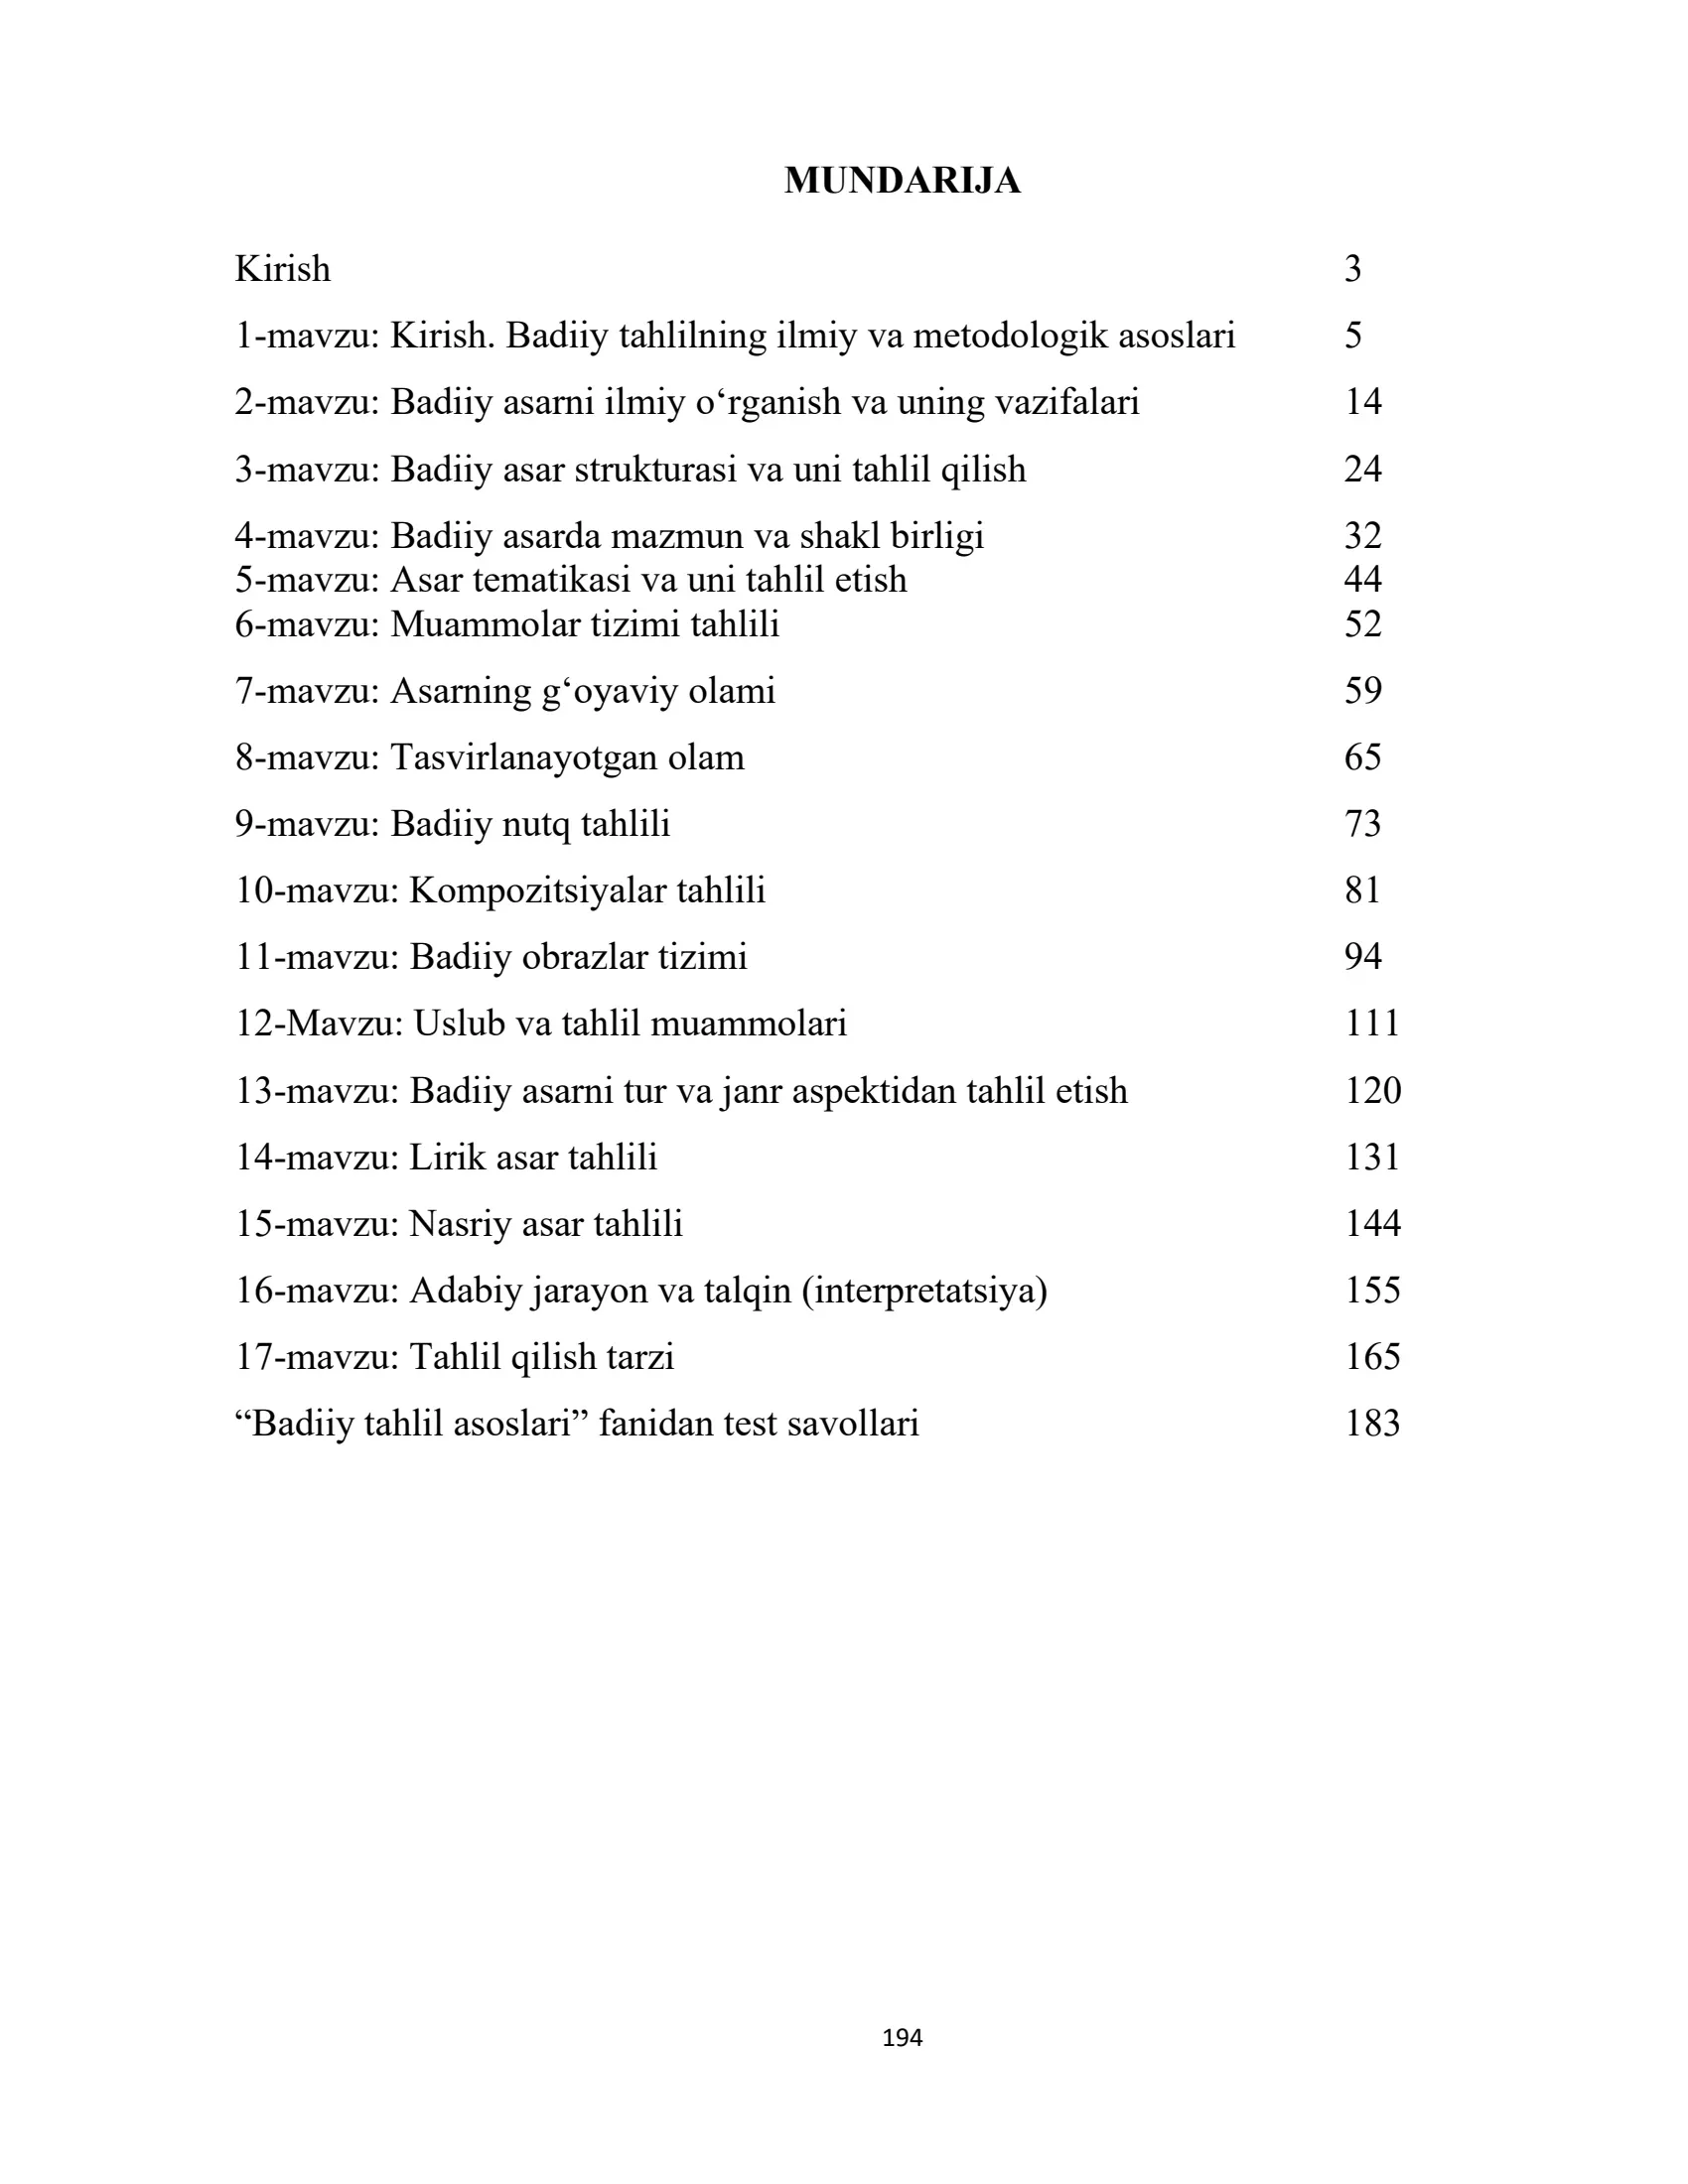 MUNDARIJA
Kirish 3
1-mavzu: Kirish. Badiiy tahlilning ilmiy va metodologik asoslari 5
2-mavzu: Badiiy asarni ilmiy o‘rganish va uning vazifalari 14
3-mavzu: Badiiy asar strukturasi va uni tahlil qilish 24
4-mavzu: Badiiy asarda mazmun va shakl birligi 32
5-mavzu: Asar tematikasi va uni tahlil etish 44
6-mavzu: Muammolar tizimi tahlili 52
7-mavzu: Asarning g‘oyaviy olami 59
8-mavzu: Tasvirlanayotgan olam 65
9-mavzu: Badiiy nutq tahlili 73
10-mavzu: Kompozitsiyalar tahlili 81
11-mavzu: Badiiy obrazlar tizimi 94
12-Mavzu: Uslub va tahlil muammolari 111
13-mavzu: Badiiy asarni tur va janr aspektidan tahlil etish 120
14-mavzu: Lirik asar tahlili 131
15-mavzu: Nasriy asar tahlili 144
16-mavzu: Adabiy jarayon va talqin (interpretatsiya) 155
17-mavzu: Tahlil qilish tarzi 165
“Badiiy tahlil asoslari” fanidan test savollari 183
194